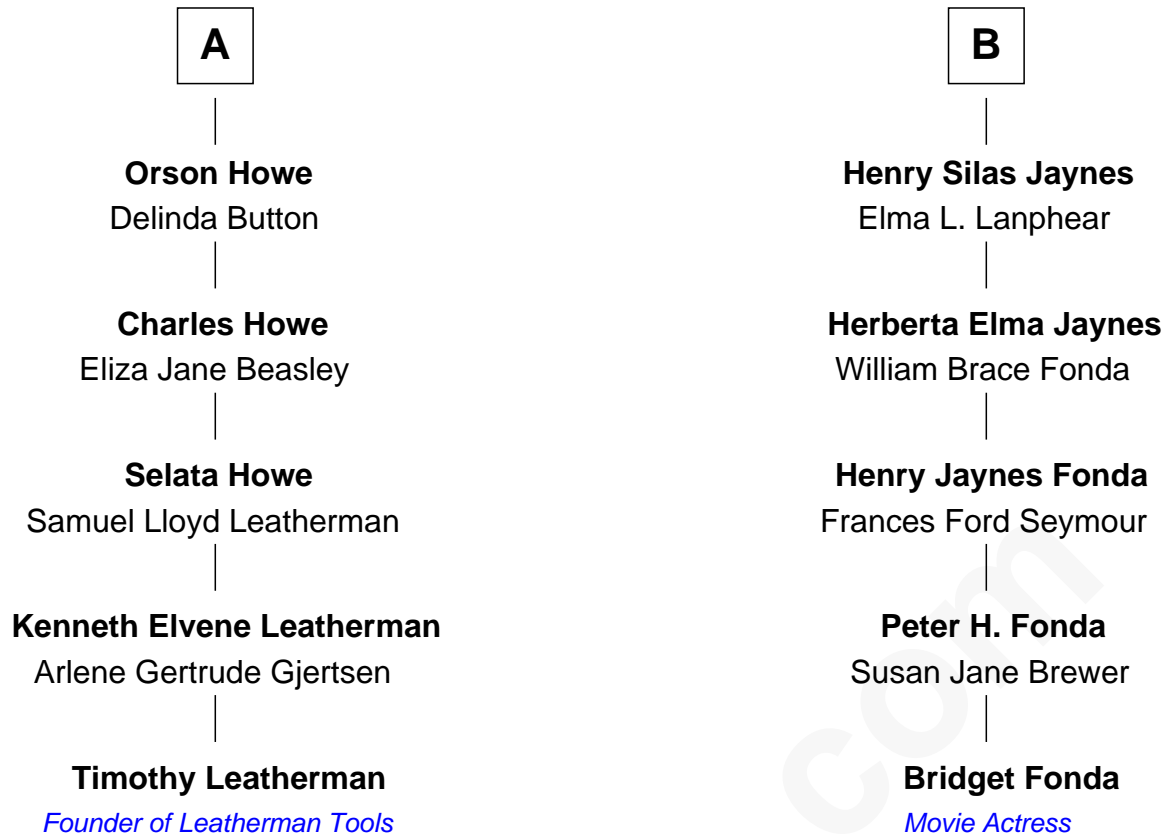 A
Orson Howe
Delinda Button
Charles Howe
Eliza Jane Beasley
Selata Howe
Samuel Lloyd Leatherman
Kenneth Elvene Leatherman
Arlene Gertrude Gjertsen
Timothy Leatherman
Founder of Leatherman Tools
B
Henry Silas Jaynes
Elma L. Lanphear
Herberta Elma Jaynes
William Brace Fonda
Henry Jaynes Fonda
Frances Ford Seymour
Peter H. Fonda
Susan Jane Brewer
Bridget Fonda
Movie Actress
com